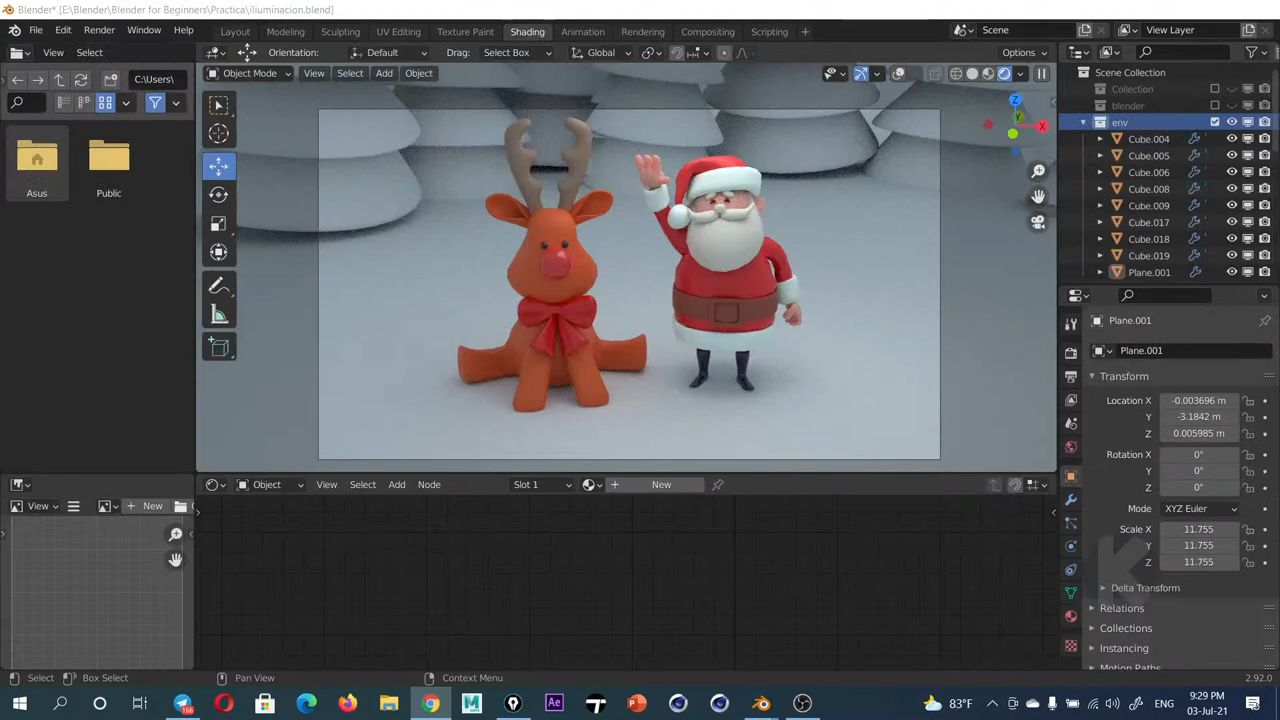 Blender* [E:\Blender\Blender for Beginners\Practica\iluminacion.blend]
File Edit Render Window Help Layout Modeling Sculpting UV Editing Texture Paint Shading Animation Rendering Compositing Scripting + Scene View Layer
View Select Orientation: Default Drag: Select Box Global Options
C:\Users\ Object Mode View Select Add Object Scene Collection
Collection
blender
env
Cube.004
Cube.005
Cube.006
Cube.008
Cube.009
Cube.017
Cube.018
Cube.019
Plane.001
Asus Public
X
Y
Z
Plane.001
Plane.001
Transform
Location X -0.003696 m
Y -3.1842 m
Z 0.005985 m
Rotation X 0°
Y 0°
Z 0°
Mode XYZ Euler
Scale X 11.755
Y 11.755
Z 11.755
Delta Transform
Relations
Collections
Instancing
Motion Paths
View New
Object View Select Add Node Slot 1 New
K
Select Box Select Pan View Context Menu 2.92.0
166 Ae 83°F ENG 9:29 PM
03-Jul-21